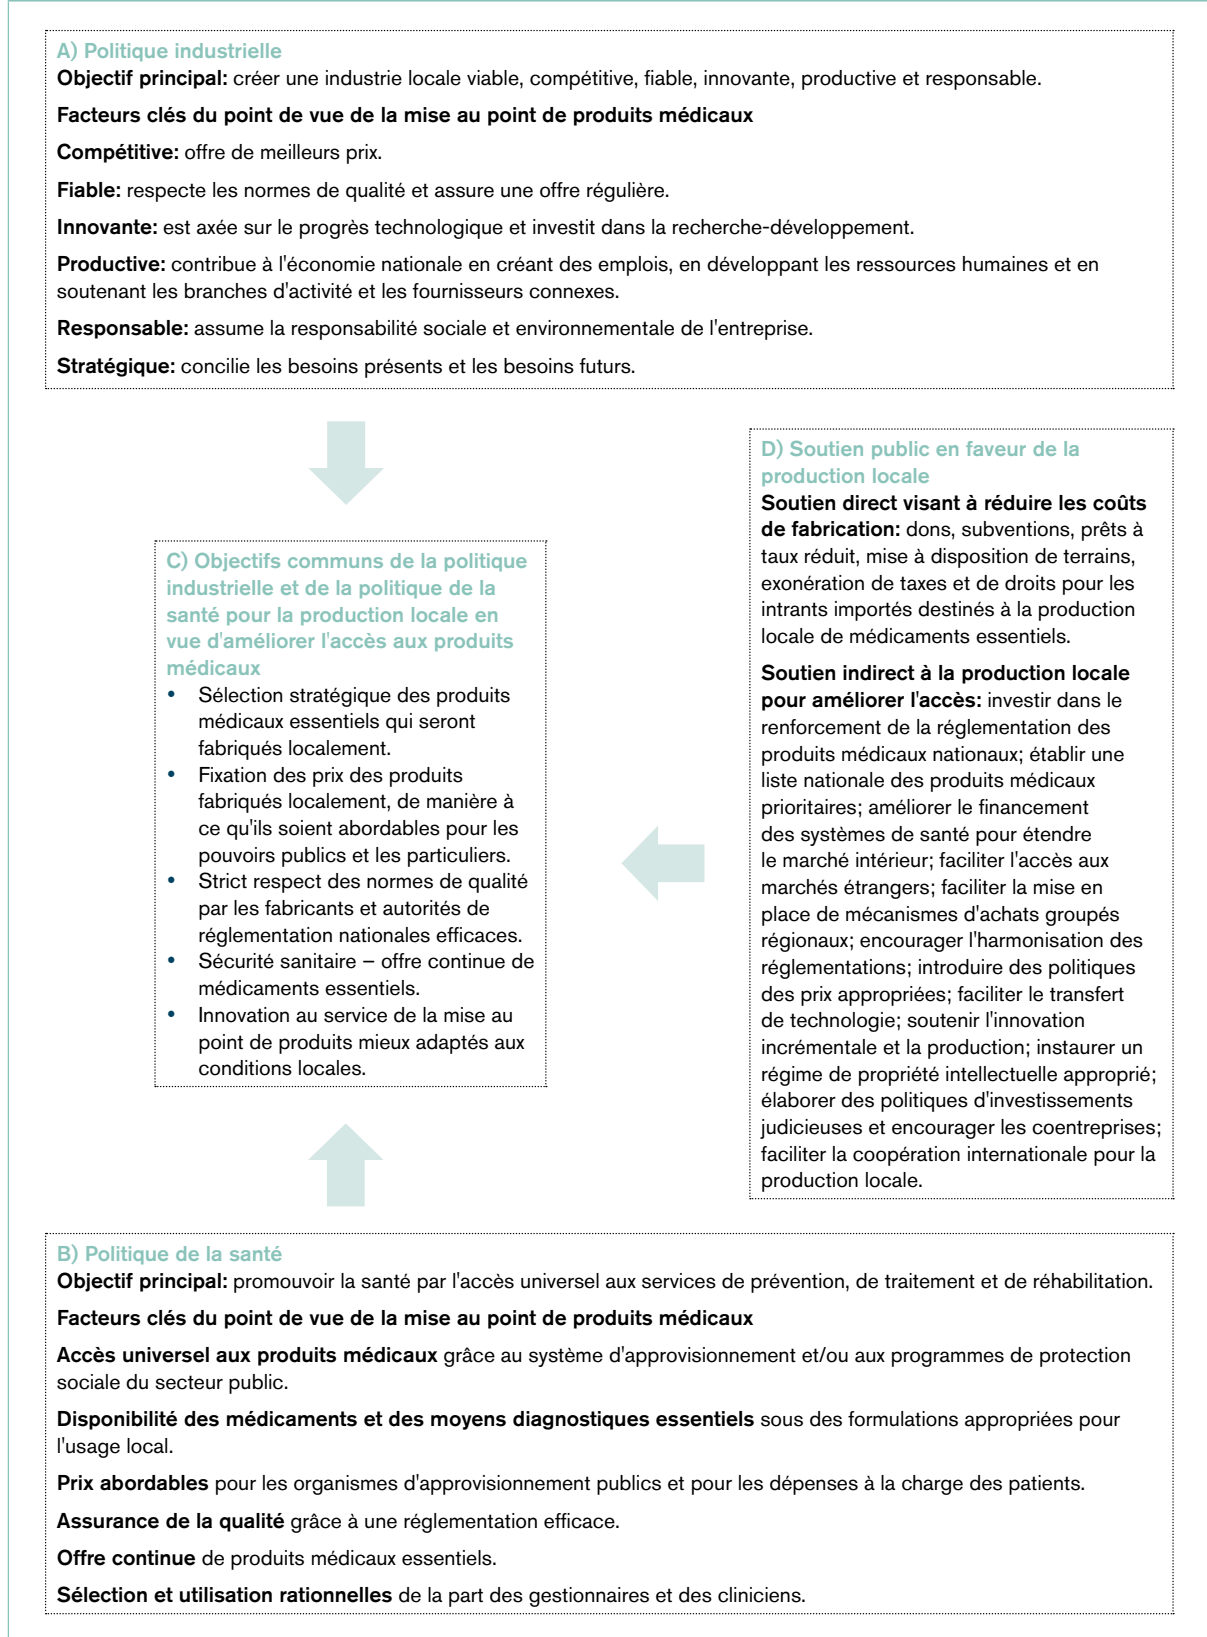 A) Politique industrielle
Objectif principal: créer une industrie locale viable, compétitive, fiable, innovante, productive et responsable.
Facteurs clés du point de vue de la mise au point de produits médicaux
Compétitive: offre de meilleurs prix.
Fiable: respecte les normes de qualité et assure une offre régulière.
Innovante: est axée sur le progrès technologique et investit dans la recherche-développement.
Productive: contribue à l'économie nationale en créant des emplois, en développant les ressources humaines et en
soutenant les branches d'activité et les fournisseurs connexes.
Responsable: assume la responsabilité sociale et environnementale de l'entreprise.
Stratégique: concilie les besoins présents et les besoins futurs.
C) Objectifs communs de la politique
industrielle et de la politique de la
santé pour la production locale en
vue d'améliorer l'accès aux produits
médicaux
• Sélection stratégique des produits
médicaux essentiels qui seront
fabriqués localement.
• Fixation des prix des produits
fabriqués localement, de manière à
ce qu'ils soient abordables pour les
pouvoirs publics et les particuliers.
• Strict respect des normes de qualité
par les fabricants et autorités de
réglementation nationales efficaces.
• Sécurité sanitaire – offre continue de
médicaments essentiels.
• Innovation au service de la mise au
point de produits mieux adaptés aux
conditions locales.
D) Soutien public en faveur de la
production locale
Soutien direct visant à réduire les coûts
de fabrication: dons, subventions, prêts à
taux réduit, mise à disposition de terrains,
exonération de taxes et de droits pour les
intrants importés destinés à la production
locale de médicaments essentiels.
Soutien indirect à la production locale
pour améliorer l'accès: investir dans le
renforcement de la réglementation des
produits médicaux nationaux; établir une
liste nationale des produits médicaux
prioritaires; améliorer le financement
des systèmes de santé pour étendre
le marché intérieur; faciliter l'accès aux
marchés étrangers; faciliter la mise en
place de mécanismes d'achats groupés
régionaux; encourager l'harmonisation des
réglementations; introduire des politiques
des prix appropriées; faciliter le transfert
de technologie; soutenir l'innovation
incrémentale et la production; instaurer un
régime de propriété intellectuelle approprié;
élaborer des politiques d'investissements
judicieuses et encourager les coentreprises;
faciliter la coopération internationale pour la
production locale.
B) Politique de la santé
Objectif principal: promouvoir la santé par l'accès universel aux services de prévention, de traitement et de réhabilitation.
Facteurs clés du point de vue de la mise au point de produits médicaux
Accès universel aux produits médicaux grâce au système d'approvisionnement et/ou aux programmes de protection
sociale du secteur public.
Disponibilité des médicaments et des moyens diagnostiques essentiels sous des formulations appropriées pour
l'usage local.
Prix abordables pour les organismes d'approvisionnement publics et pour les dépenses à la charge des patients.
Assurance de la qualité grâce à une réglementation efficace.
Offre continue de produits médicaux essentiels.
Sélection et utilisation rationnelles de la part des gestionnaires et des cliniciens.